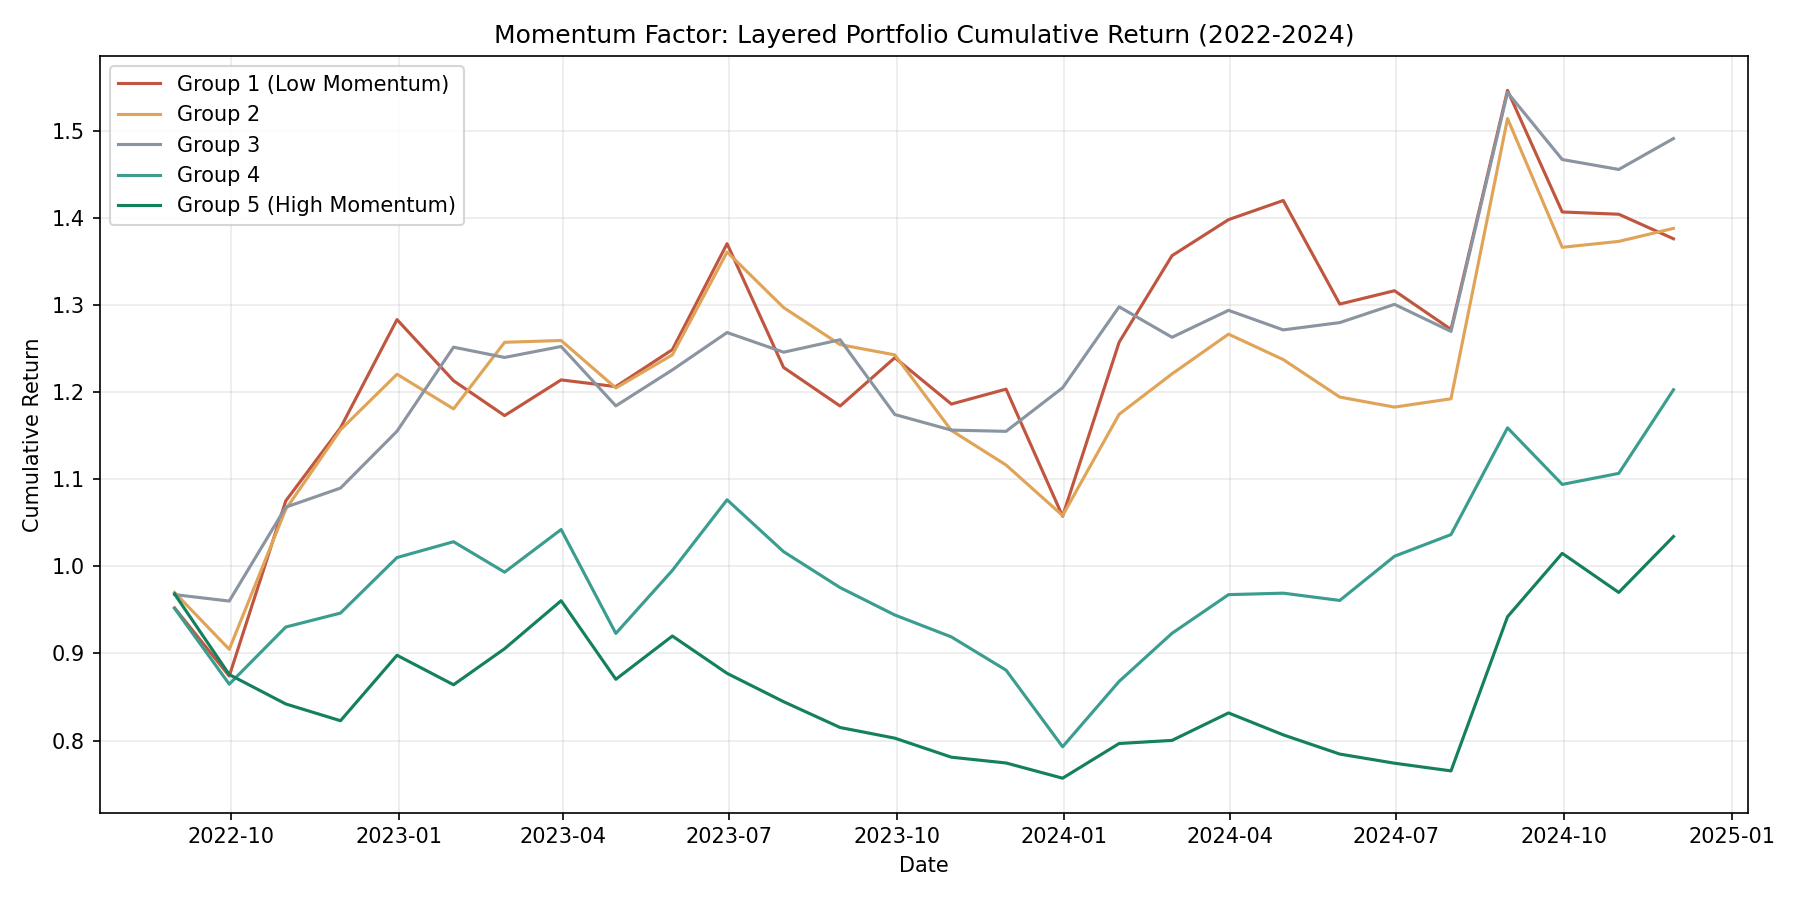 Momentum Factor: Layered Portfolio Cumulative Return (2022-2024)
Group 1 (Low Momentum)
Group 2
Group 3
Group 4
Group 5 (High Momentum)
Cumulative Return
1.5
1.4
1.3
1.2
1.1
1.0
0.9
0.8
2022-10 2023-01 2023-04 2023-07 2023-10 2024-01 2024-04 2024-07 2024-10 2025-01
Date